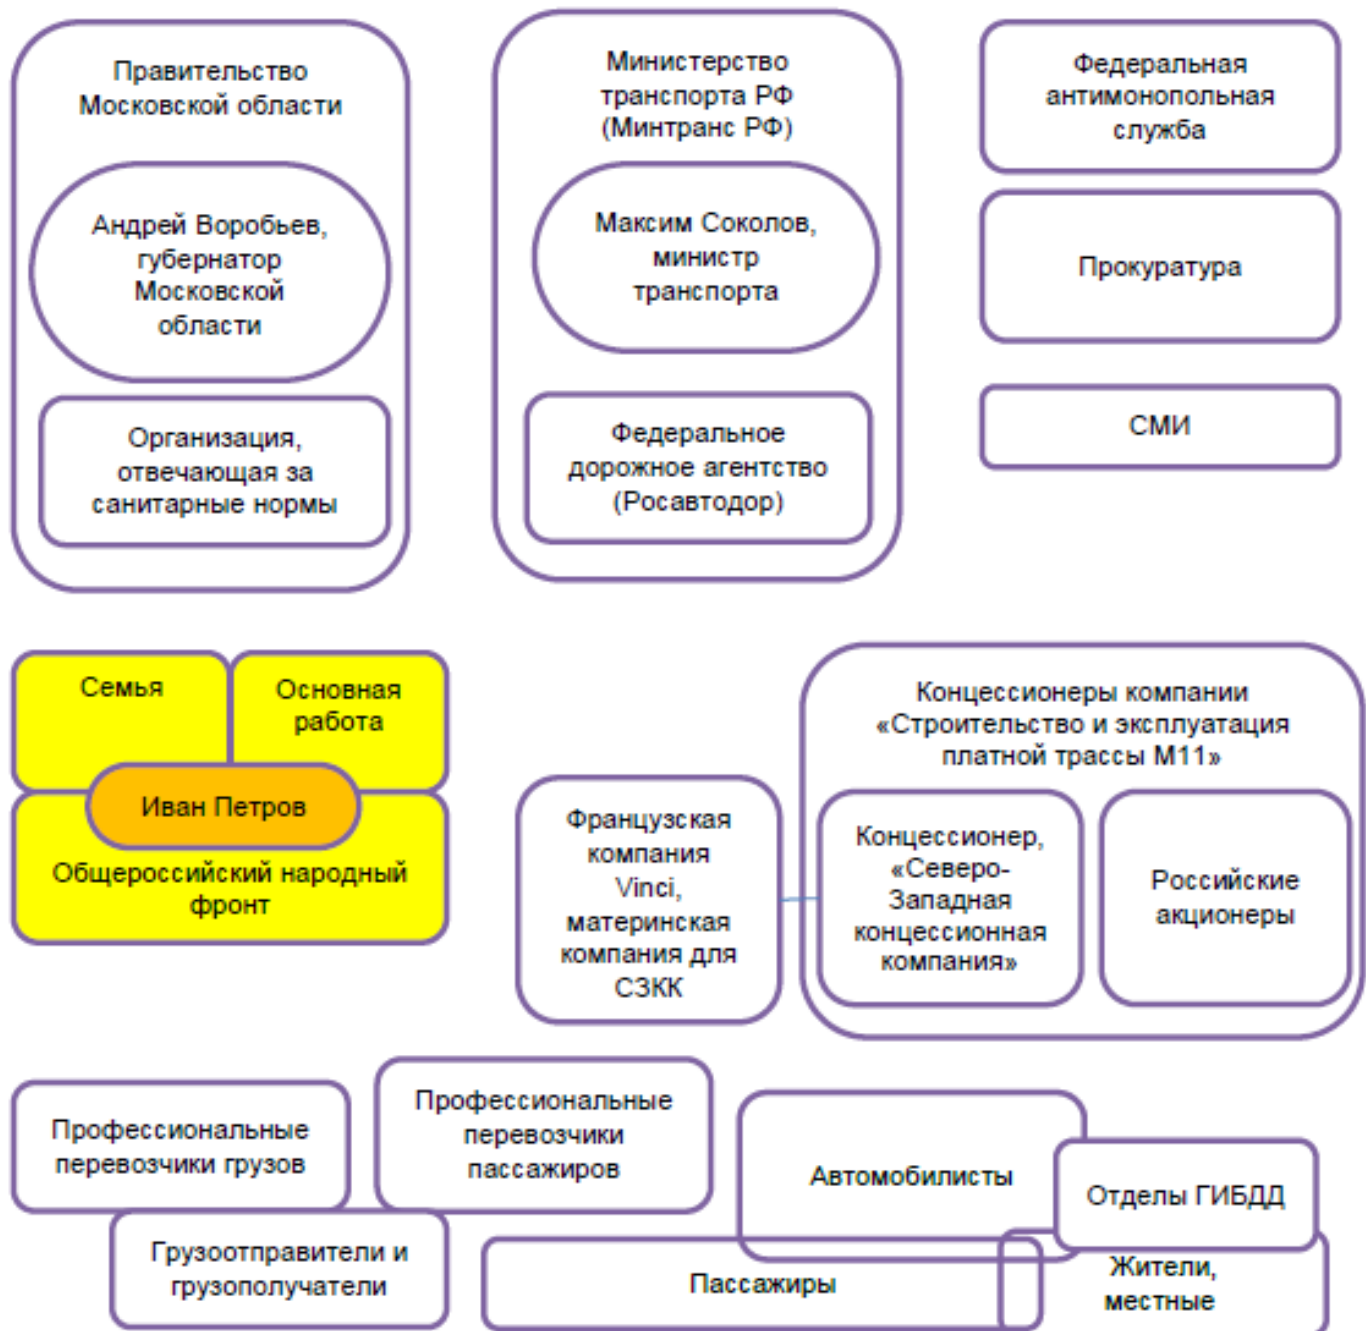 Правительство
Московской области
Андрей Воробьев,
губернатор
Московской
области
Организация,
отвечающая за
санитарные нормы
Министерство
транспорта РФ
(Минтранс РФ)
Максим Соколов,
министр
транспорта
Федеральное
дорожное агентство
(Росавтодор)
Федеральная
антимонопольная
служба
Прокуратура
СМИ
Семья
Основная
работа
Иван Петров
Общероссийский народный
фронт
Французская
компания
Vinci,
материнская
компания для
СЗКК
Концессионеры компании
«Строительство и эксплуатация
платной трассы М11»
Концессионер,
«Северо-
Западная
концессионная
компания»
Российские
акционеры
Профессиональные
перевозчики грузов
Профессиональные
перевозчики
пассажиров
Автомобилисты
Отделы ГИБДД
Грузоотправители и
грузополучатели
Пассажиры
Жители,
местные